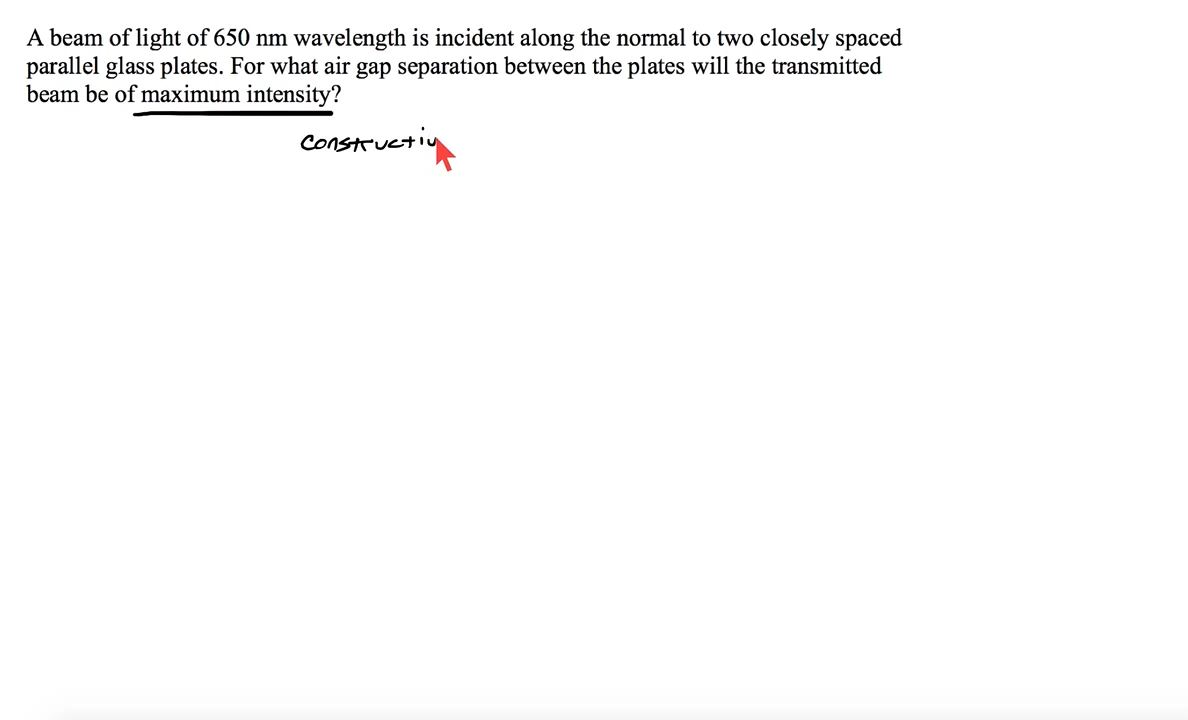 A beam of light of 650 nm wavelength is incident along the normal to two closely spaced
parallel glass plates. For what air gap separation between the plates will the transmitted
beam be of maximum intensity?
constructiv